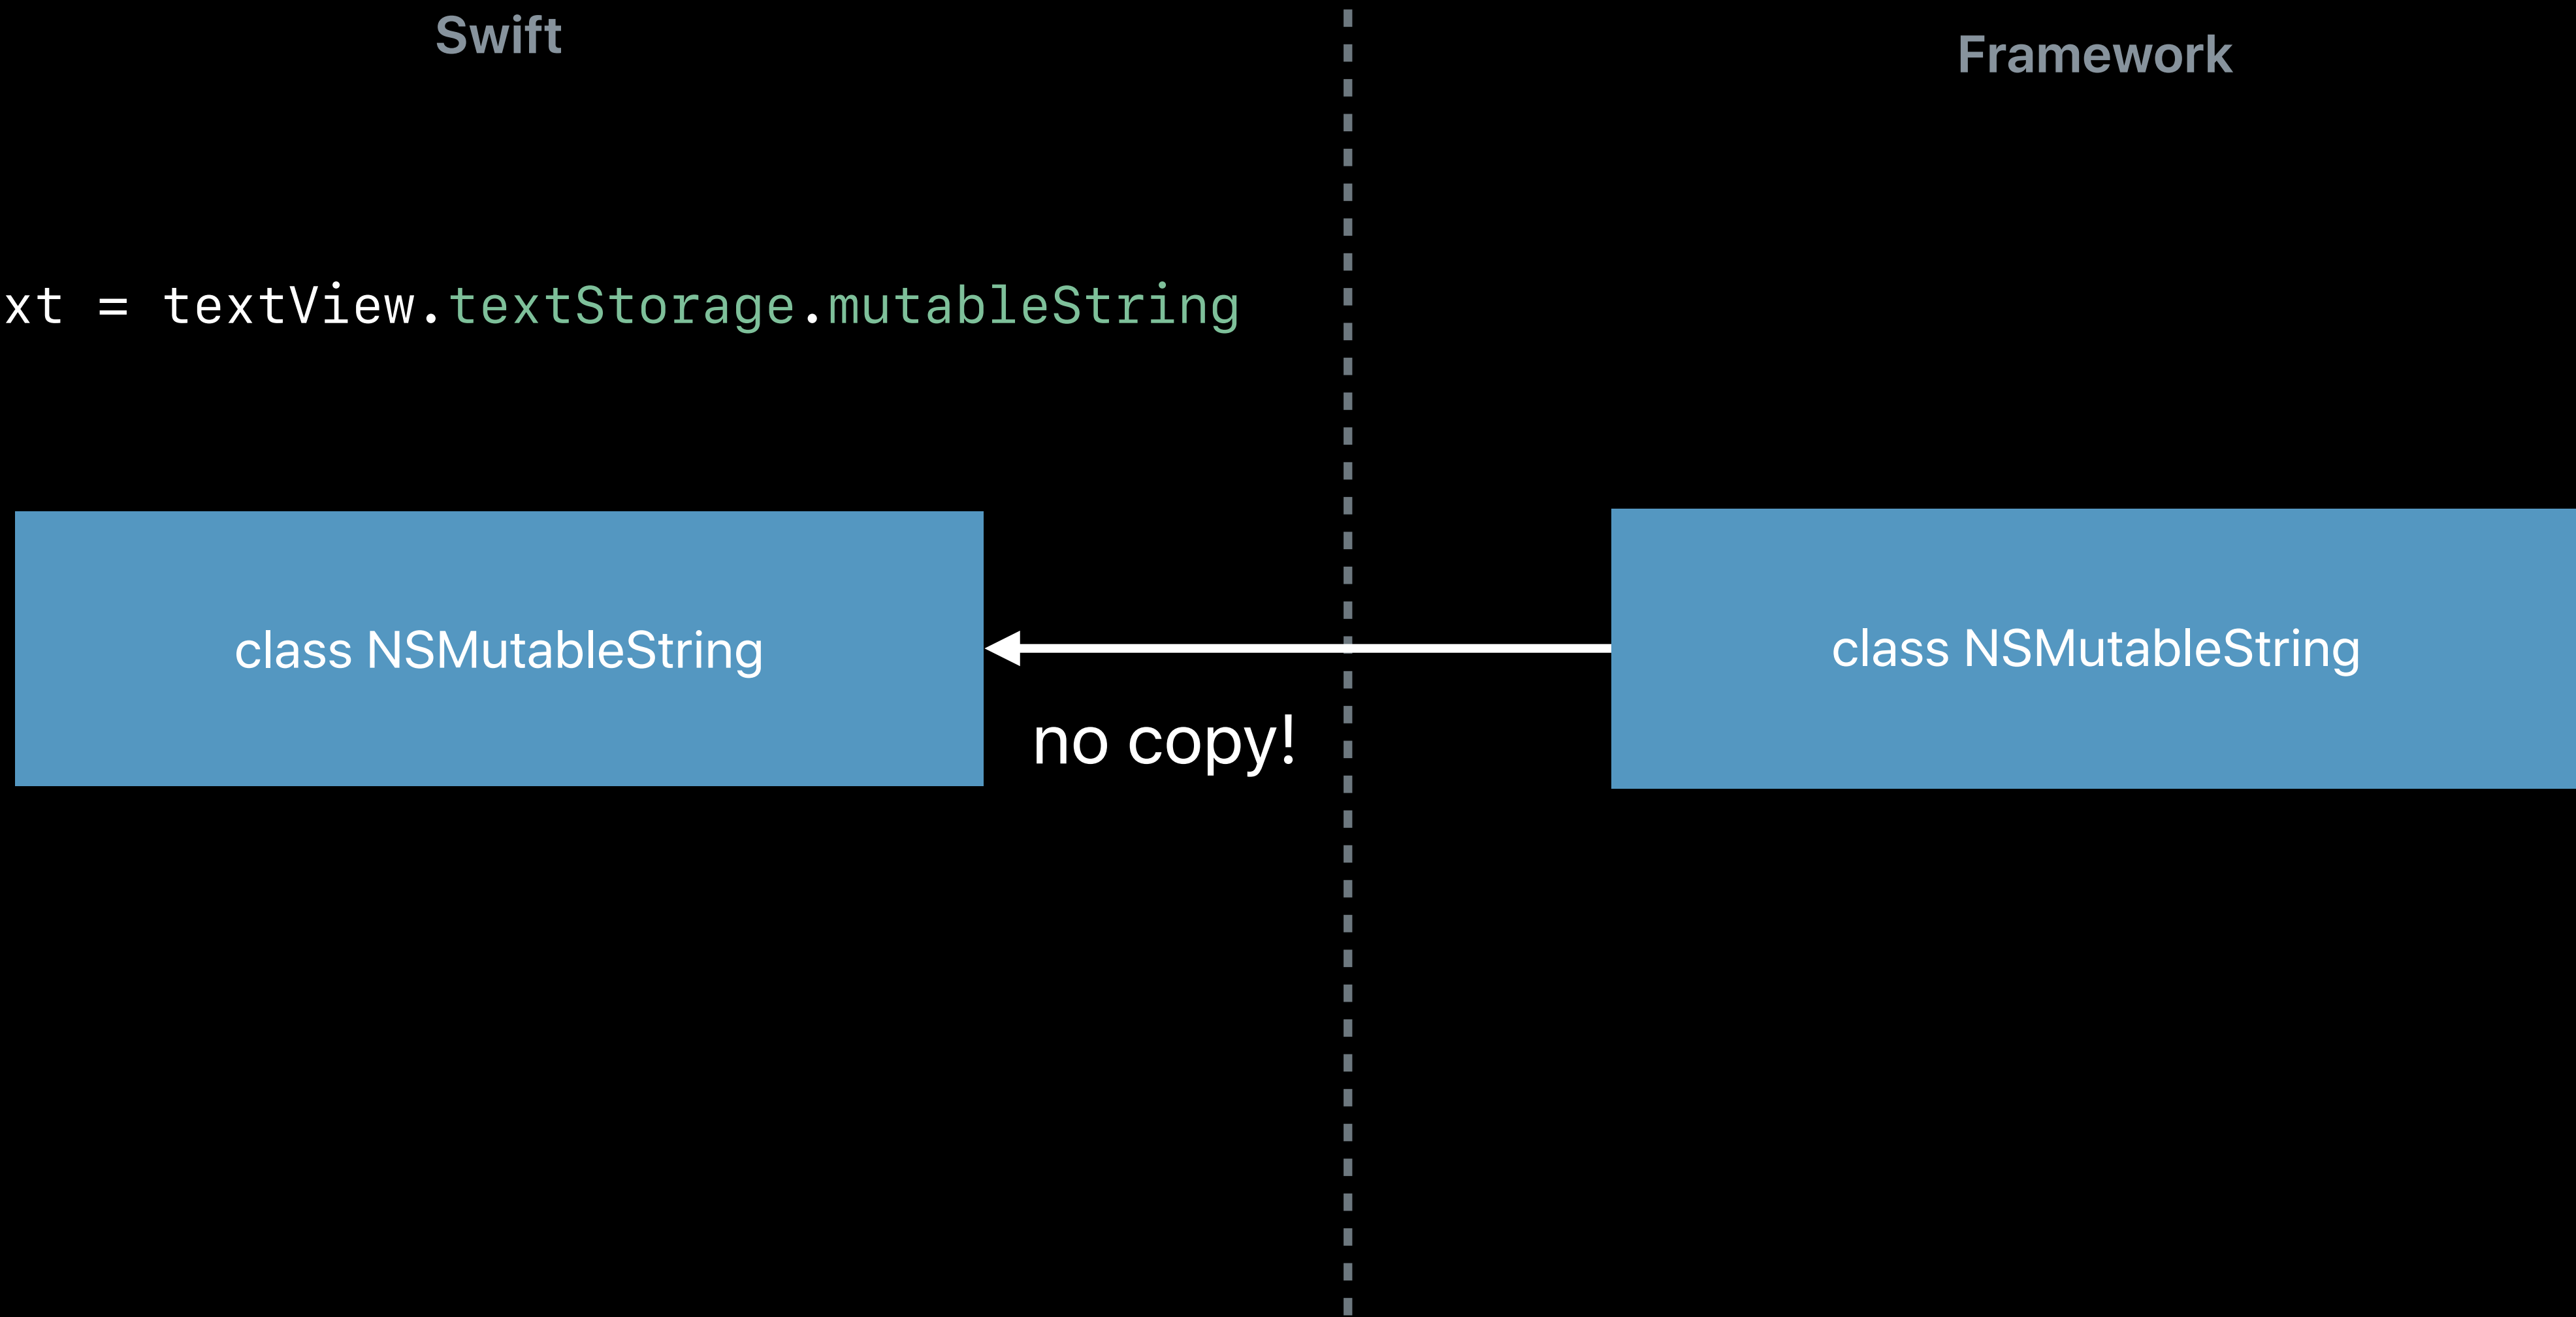 Swift
Framework
xt = textView.textStorage.mutableString
class NSMutableString
class NSMutableString
no copy!